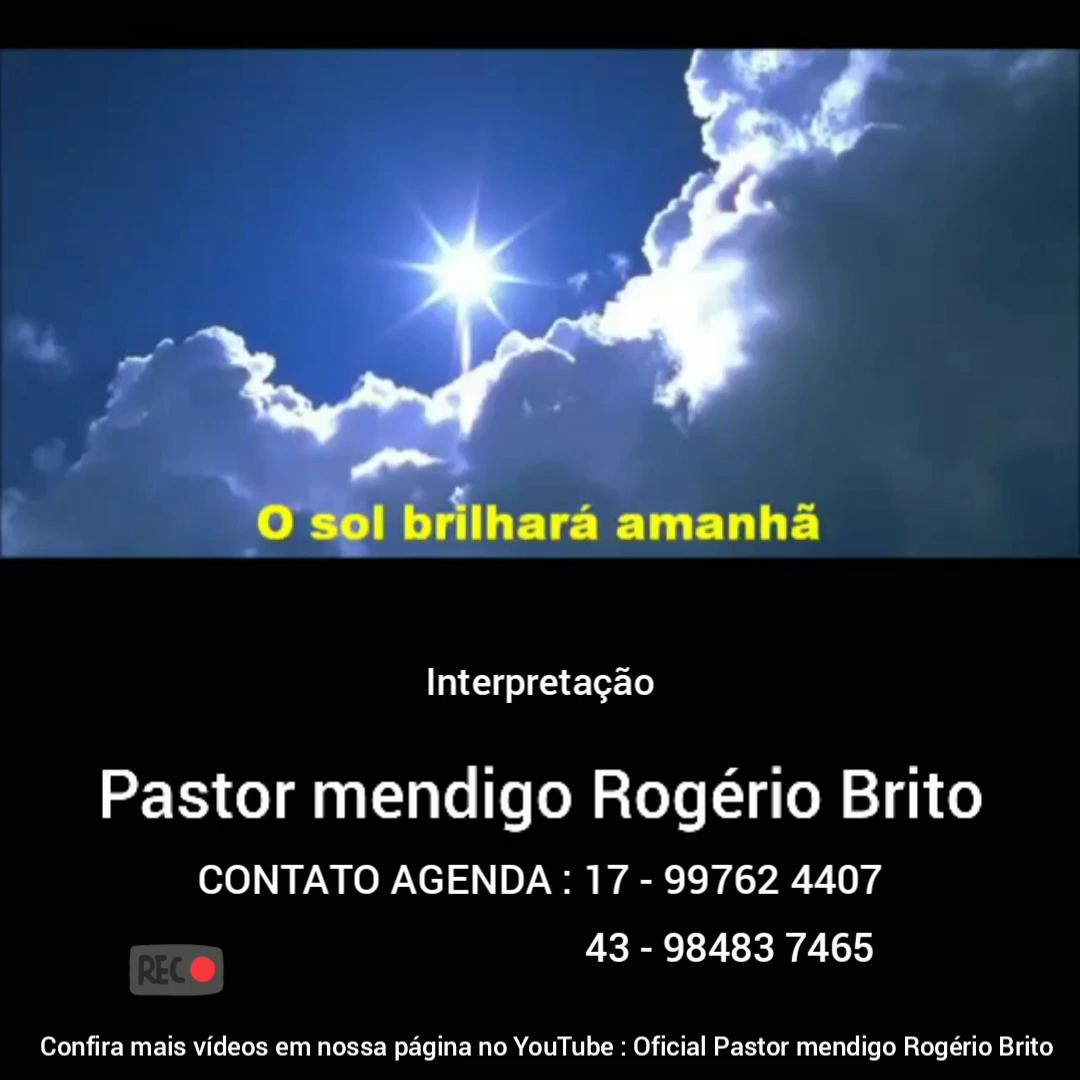 O sol brilhará amanhã
Interpretação
Pastor mendigo Rogério Brito
CONTATO AGENDA : 17 - 99762 4407
43 - 98483 7465
REC
Confira mais vídeos em nossa página no YouTube : Oficial Pastor mendigo Rogério Brito